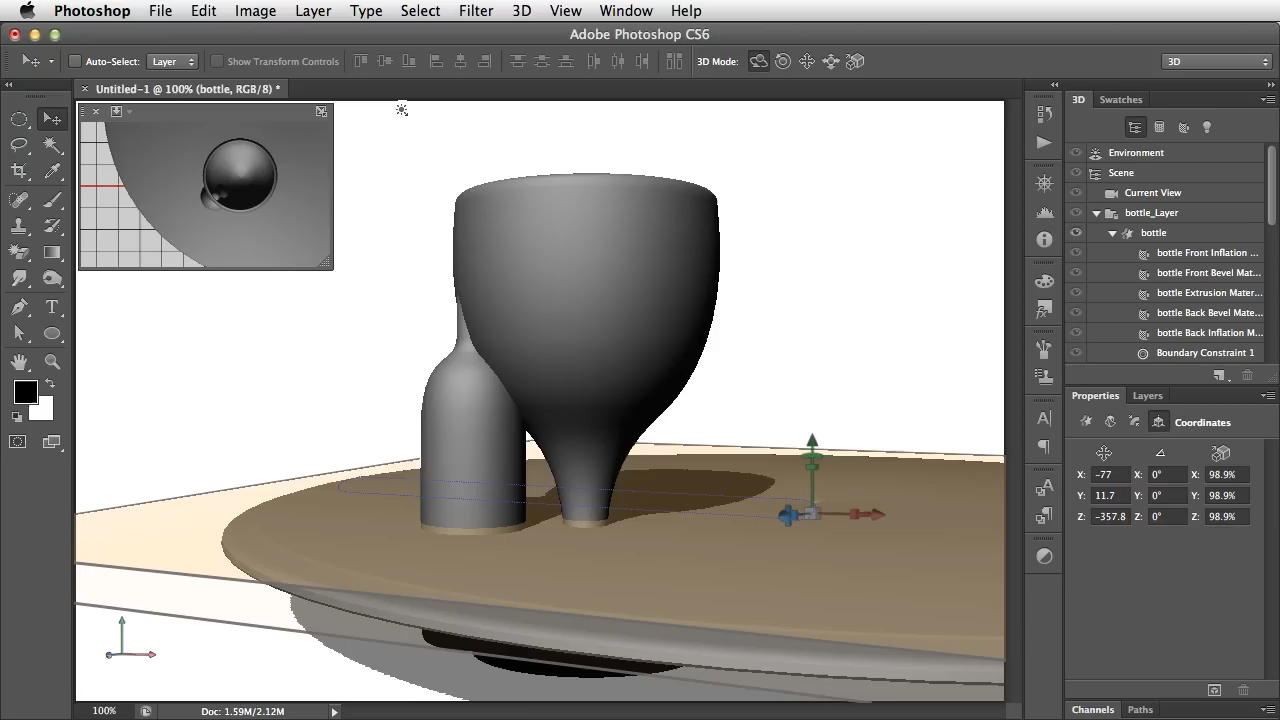 Photoshop File Edit Image Layer Type Select Filter 3D View Window Help
Adobe Photoshop CS6
Auto-Select: Layer Show Transform Controls 3D Mode: 3D
Untitled-1 @ 100% (bottle, RGB/8) *
3D Swatches
Environment
Scene
Current View
bottle_Layer
bottle
bottle Front Inflation ...
bottle Front Bevel Mat...
bottle Extrusion Mater...
bottle Back Bevel Mate...
bottle Back Inflation M...
Boundary Constraint 1
Properties Layers
Coordinates
X: -77 X: 0° X: 98.9%
Y: 11.7 Y: 0° Y: 98.9%
Z: -357.8 Z: 0° Z: 98.9%
100% Doc: 1.59M/2.12M
Channels Paths